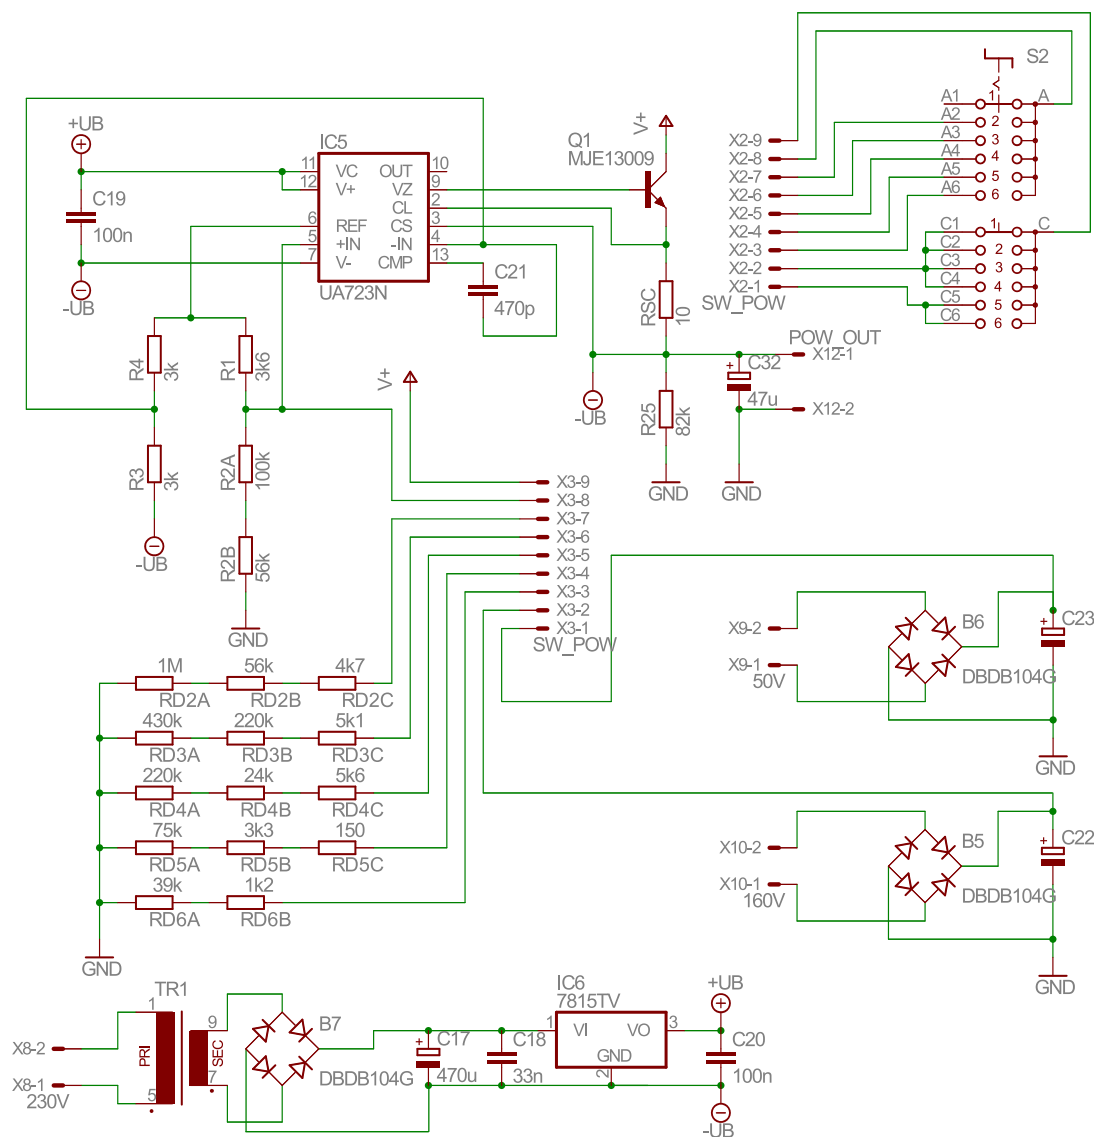 S2
A1 1 A
A2 2
A3 3
A4 4
A5 5
A6 6
C1 1 C
C2 2
C3 3
C4 4
C5 5
C6 6
X2-9
X2-8
X2-7
X2-6
X2-5
X2-4
X2-3
X2-2
X2-1
SW_POW
+UB
C19
100n
-UB
IC5
11 VC OUT 10
12 V+ VZ 9
CL 2
6 REF CS 3
5 +IN -IN 4
7 V- CMP 13
UA723N
C21
470p
Q1
MJE13009
V+
RSC
10
-UB
R25
82k
GND
POW_OUT
X12-1
C32
47u
X12-2
GND
R4
3k
R1
3k6
R3
3k
-UB
R2A
100k
R2B
56k
GND
V+
X3-9
X3-8
X3-7
X3-6
X3-5
X3-4
X3-3
X3-2
X3-1
SW_POW
1M 56k 4k7
RD2A RD2B RD2C
430k 220k 5k1
RD3A RD3B RD3C
220k 24k 5k6
RD4A RD4B RD4C
75k 3k3 150
RD5A RD5B RD5C
39k 1k2
RD6A RD6B
GND
X9-2
X9-1
50V
B6
DBDB104G
C23
GND
X10-2
X10-1
160V
B5
DBDB104G
C22
GND
X8-2
X8-1
230V
TR1
1
PRI
5
9
SEC
7
B7
DBDB104G
C17
470u
C18
33n
IC6
7815TV
1 VI VO 3
GND
2
+UB
C20
100n
-UB